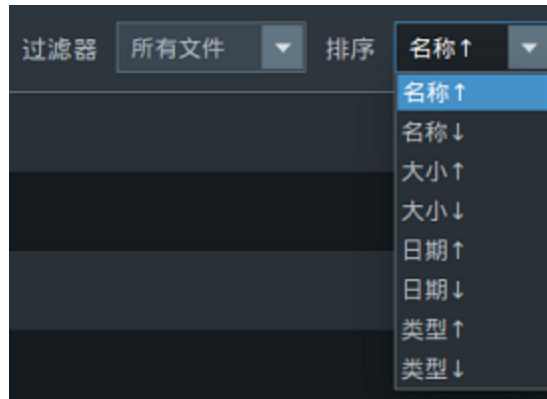 过滤器 所有文件 排序 名称↑
名称↑
名称↓
大小↑
大小↓
日期↑
日期↓
类型↑
类型↓